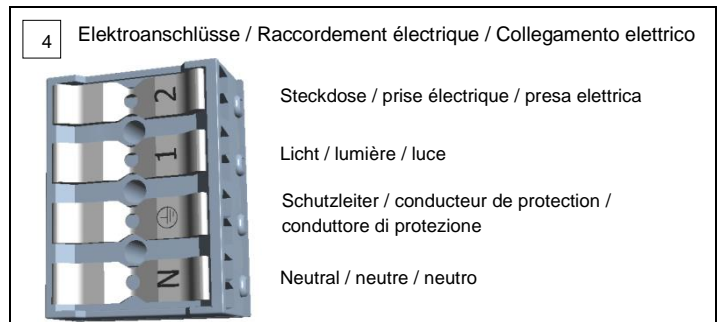 4
Elektroanschlüsse / Raccordement électrique / Collegamento elettrico
2
Steckdose / prise électrique / presa elettrica
1
Licht / lumière / luce
Schutzleiter / conducteur de protection /
conduttore di protezione
N
Neutral / neutre / neutro